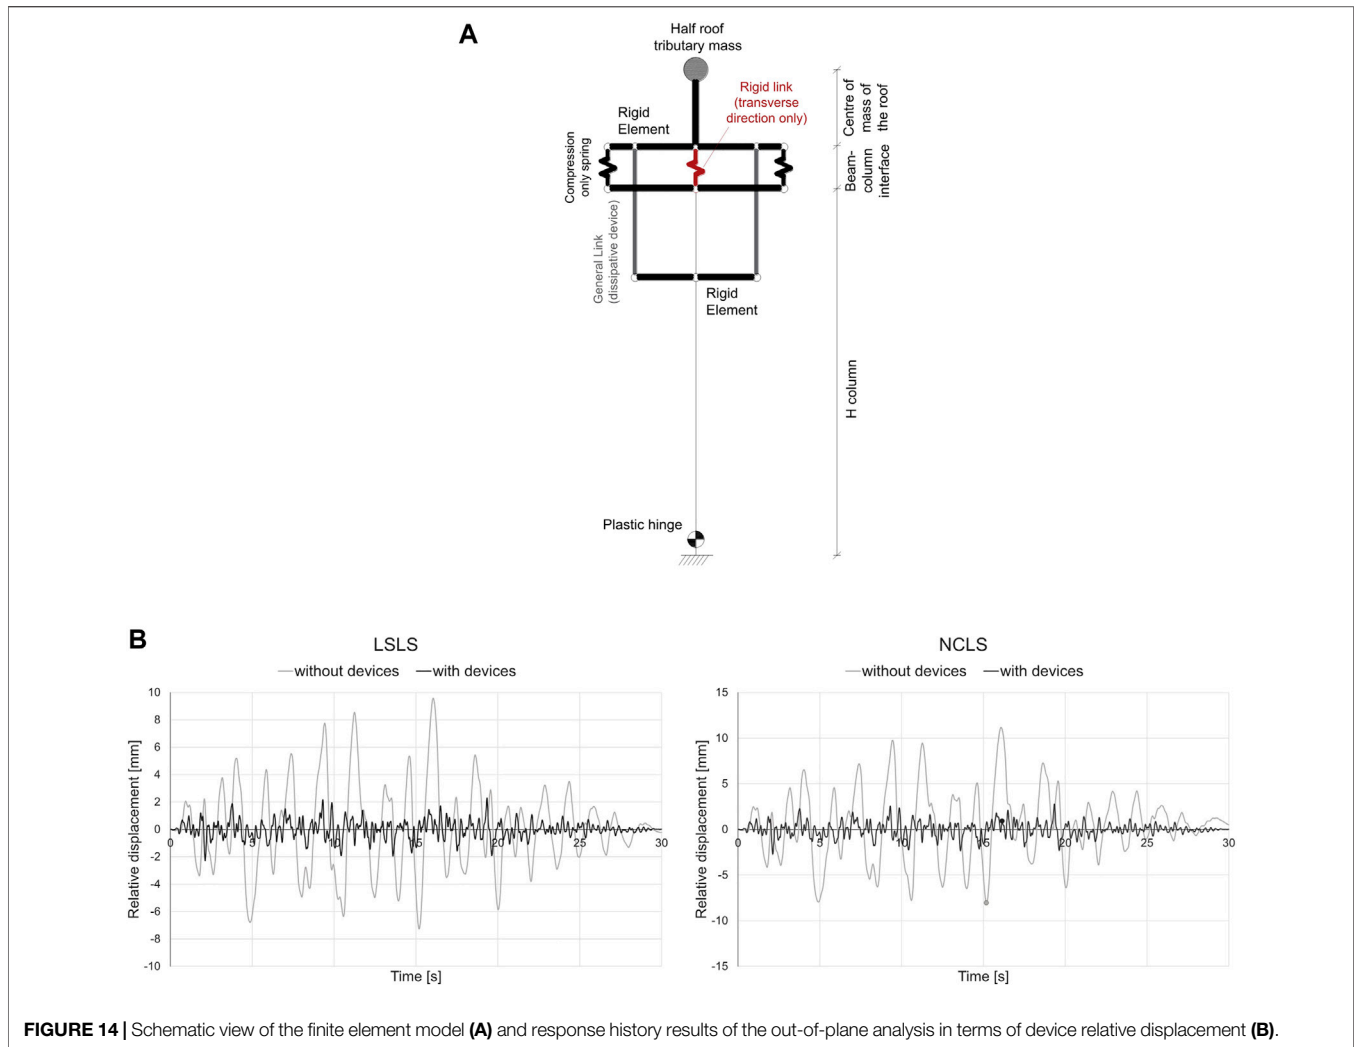 A
Half roof
tributary mass
Rigid link
(transverse
direction only)
Rigid
Element
Compression
only spring
General Link
(dissipative device)
Rigid
Element
Centre of
mass of
the roof
Beam-
column
interface
H column
Plastic hinge
B
LSLS
without devices with devices
Relative displacement [mm]
10
8
6
4
2
0
-2
-4
-6
-8
-10
0 5 10 15 20 25 30
Time [s]
NCLS
without devices with devices
Relative displacement [mm]
15
10
5
0
-5
-10
-15
0 5 10 15 20 25 30
Time [s]
FIGURE 14 | Schematic view of the finite element model (A) and response history results of the out-of-plane analysis in terms of device relative displacement (B).